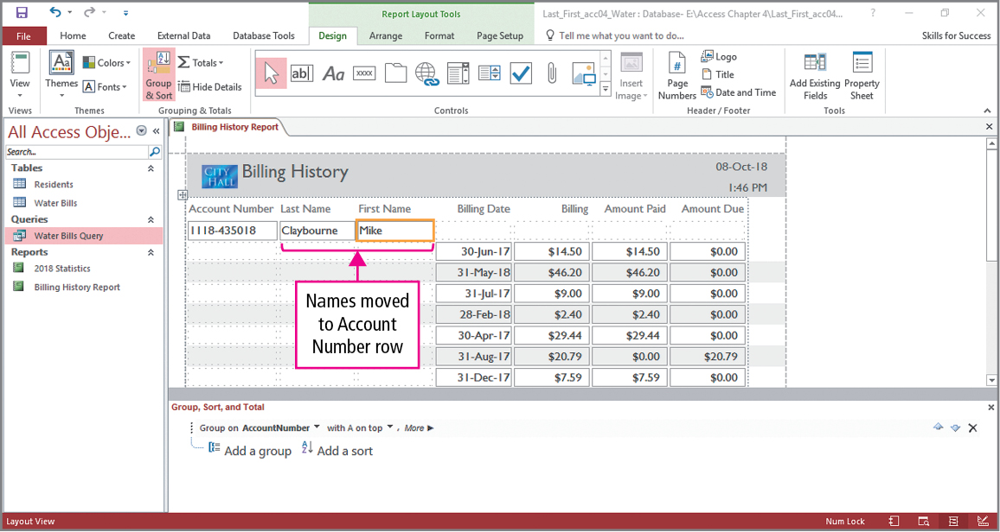 Report Layout Tools
Last_First_acc04_Water : Database- E:\Access Chapter 4\Last_First_acc04...
?
File Home Create External Data Database Tools Design Arrange Format Page Setup Tell me what you want to do... Skills for Success
View
Views
Aa
Themes
Colors
A Fonts
Themes
Group
& Sort
Totals
Hide Details
Grouping & Totals
ab Aa xxxx
Controls
Insert
Image
#
Page
Numbers
Logo
Title
Date and Time
Header / Footer
Add Existing
Fields
Property
Sheet
Tools
All Access Obje...
Search...
Tables
Residents
Water Bills
Queries
Water Bills Query
Reports
2018 Statistics
Billing History Report
Billing History Report
CITY
HALL
Billing History
08-Oct-18
1:46 PM
Account Number Last Name First Name Billing Date Billing Amount Paid Amount Due
1118-435018 Claybourne Mike
30-Jun-17 $14.50 $14.50 $0.00
31-May-18 $46.20 $46.20 $0.00
31-Jul-17 $9.00 $9.00 $0.00
28-Feb-18 $2.40 $2.40 $0.00
30-Apr-17 $29.44 $29.44 $0.00
31-Aug-17 $20.79 $0.00 $20.79
31-Dec-17 $7.59 $7.59 $0.00
Names moved
to Account
Number row
Group, Sort, and Total
Group on AccountNumber with A on top , More
Add a group
AZ Add a sort
Layout View
Num Lock